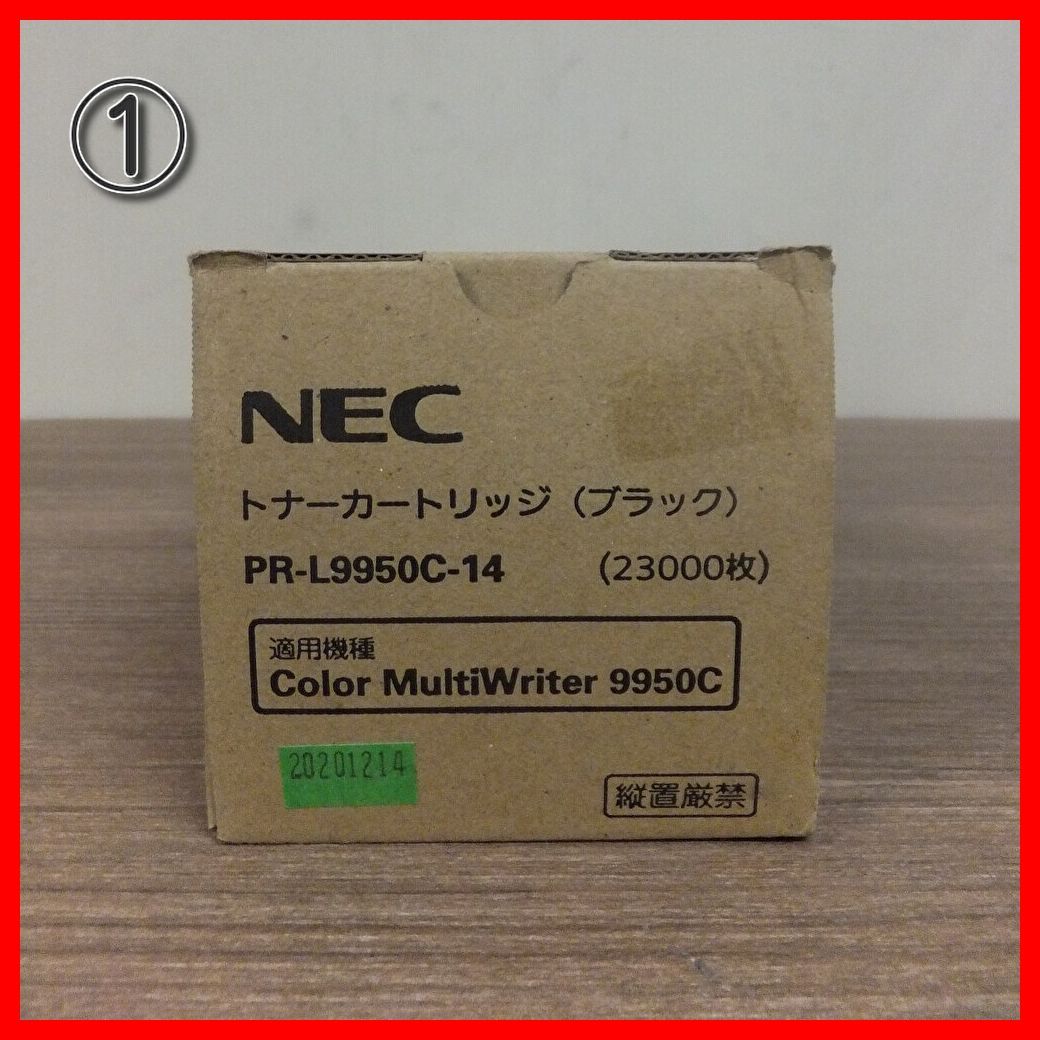 ①
NEC
トナーカートリッジ（ブラック）
PR-L9950C-14 (23000枚)
適用機種
Color MultiWriter 9950C
20201214
縦置厳禁